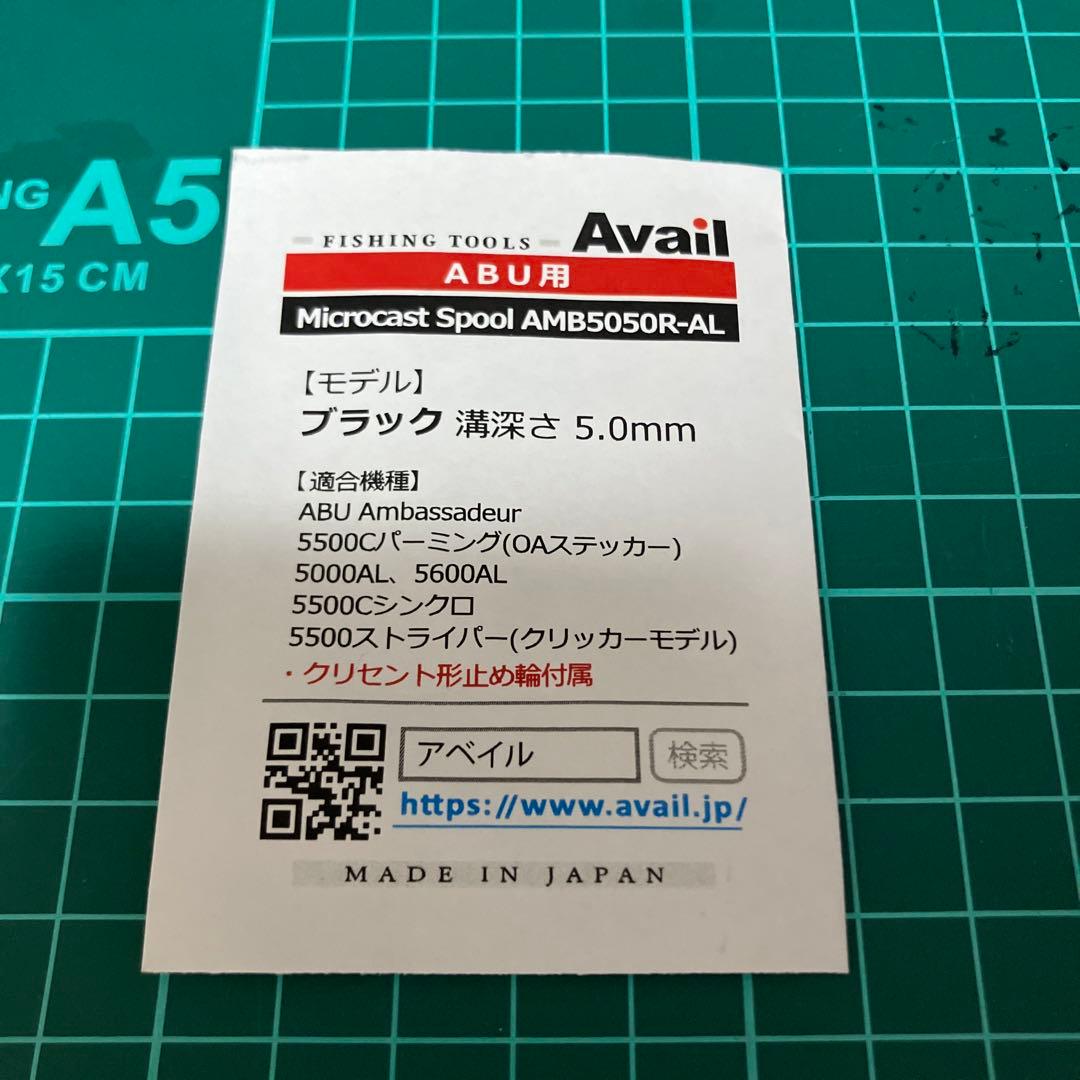 NG A5
X15 CM
FISHING TOOLS Avail
ABU用
Microcast Spool AMB5050R-AL
【モデル】
ブラック 溝深さ 5.0mm
【適合機種】
ABU Ambassadeur
5500Cパーミング(OAステッカー)
5000AL、5600AL
5500Cシンクロ
5500ストライパー(クリッカーモデル)
・クリセント形止め輪付属
アベイル 検索
https://www.avail.jp/
MADE IN JAPAN